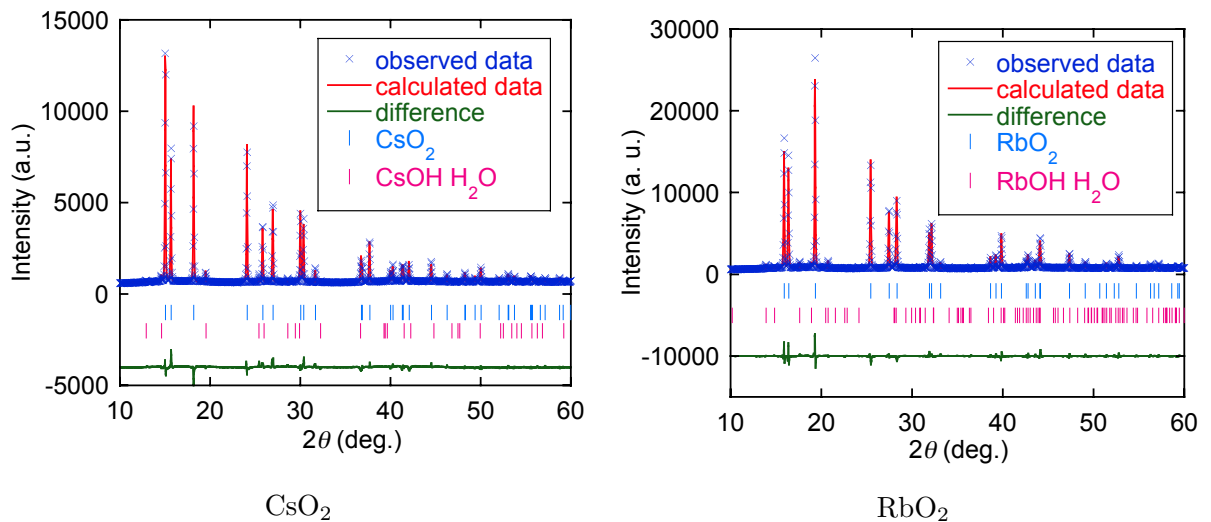 15000
10000
5000
0
-5000
Intensity (a.u.)
× observed data
calculated data
difference
| CsO₂
| CsOH H₂O
10 20 30 40 50 60
2θ (deg.)
CsO₂
30000
20000
10000
0
-10000
Intensity (a. u.)
× observed data
calculated data
difference
| RbO₂
| RbOH H₂O
10 20 30 40 50 60
2θ (deg.)
RbO₂